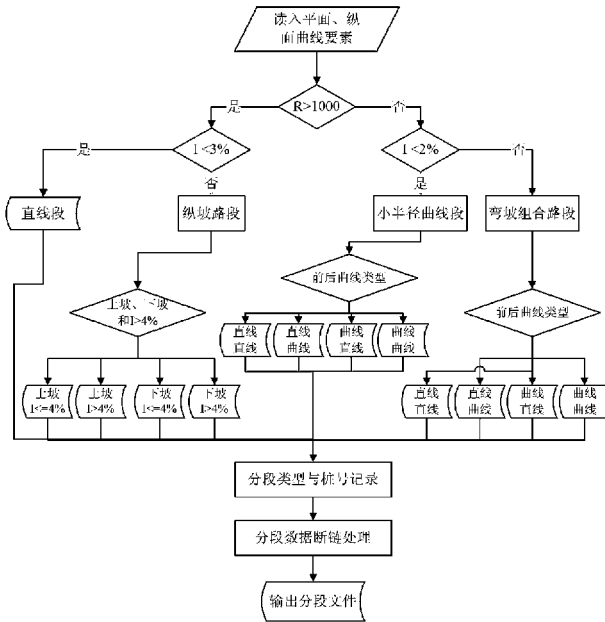 读入平面、纵
面曲线要素
R>1000
是
否
I<3%
I<2%
是
否
是
否
直线段
纵坡路段
小半径曲线段
弯坡组合路段
上坡、下坡
和I>4%
前后曲线类型
前后曲线类型
直线
直线
直线
曲线
曲线
直线
曲线
曲线
上坡
I<=4%
上坡
I>4%
下坡
I<=4%
下坡
I>4%
直线
直线
直线
曲线
曲线
直线
曲线
曲线
分段类型与桩号记录
分段数据断链处理
输出分段文件